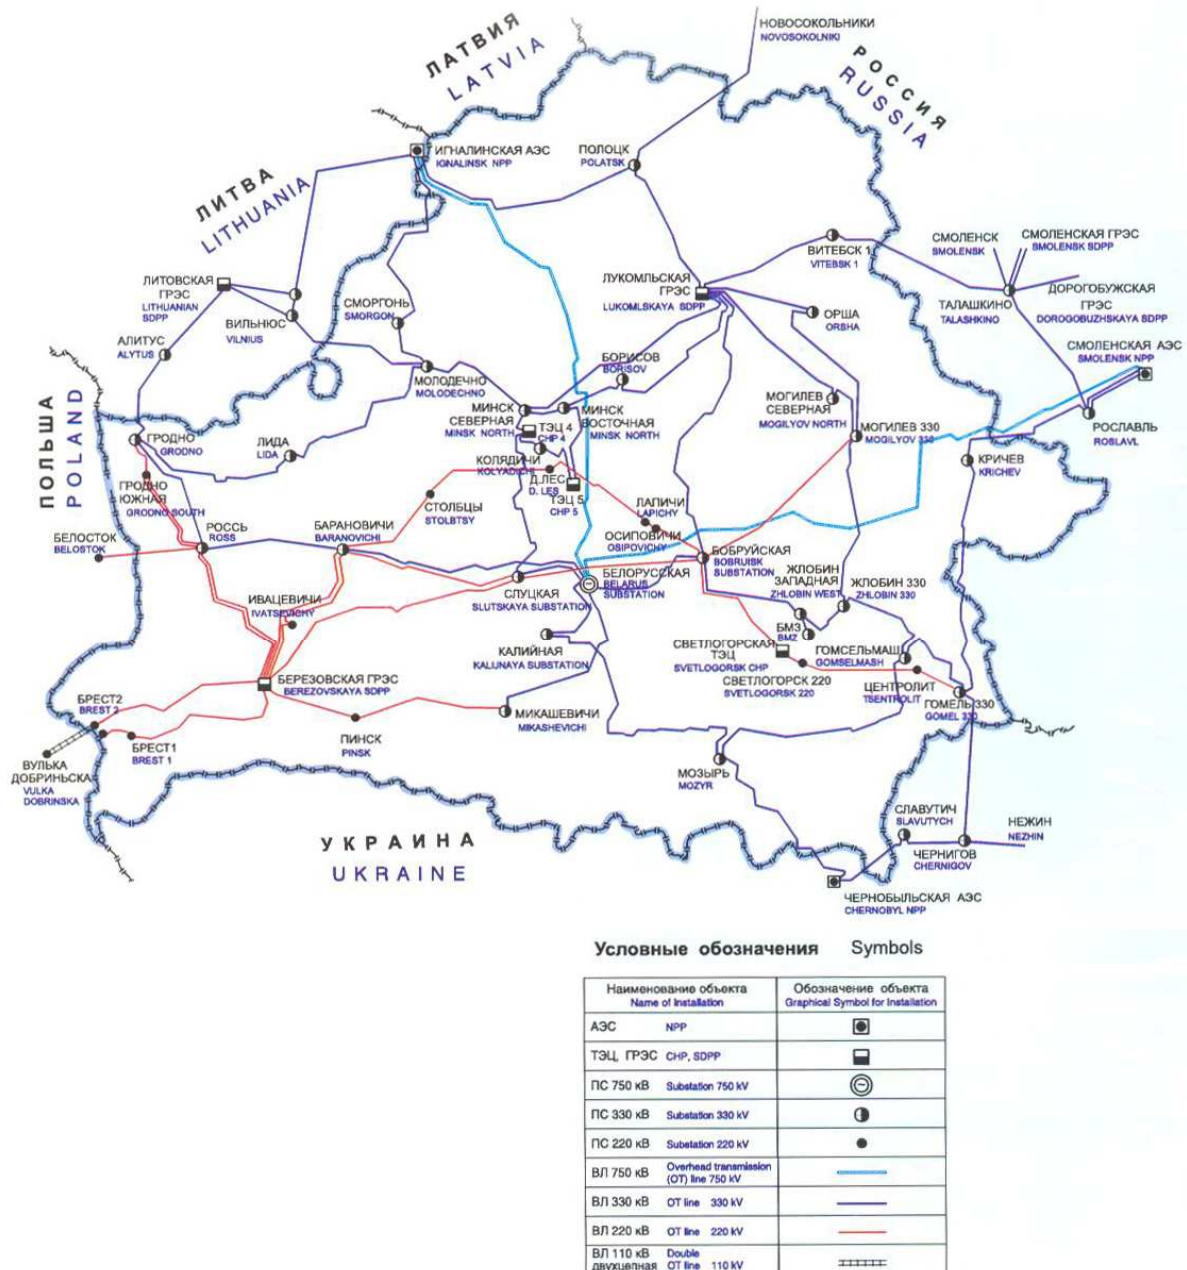 НОВОСОКОЛЬНИКИ
NOVOSOKOLNIKI
ЛАТВИЯ
LATVIA
РОССИЯ
RUSSIA
ИГНАЛИНСКАЯ АЭС
IGNALINSK NPP
ПОЛОЦК
POLATSK
ЛИТВА
LITHUANIA
ВИТЕБСК 1
VITEBSK 1
СМОЛЕНСК
SMOLENSK
СМОЛЕНСКАЯ ГРЭС
SMOLENSK SDPP
ЛИТОВСКАЯ
ГРЭС
LITHUANIAN
SDPP
ВИЛЬНЮС
VILNIUS
СМОРГОНЬ
SMORGON
ЛУКОМЛЬСКАЯ
ГРЭС
LUKOMLSKAYA SDPP
ОРША
ORSHA
ТАЛАШКИНО
TALASHKINO
ДОРОГОБУЖСКАЯ
ГРЭС
DOROGOBUZHSKAYA SDPP
АЛИТУС
ALYTUS
МОЛОДЕЧНО
MOLODECHNO
БОРИСОВ
BORISOV
СМОЛЕНСКАЯ АЭС
SMOLENSK NPP
ПОЛЬША
POLAND
МИНСК
СЕВЕРНАЯ
MINSK NORTH
МИНСК
ВОСТОЧНАЯ
MINSK NORTH
МОГИЛЕВ
СЕВЕРНАЯ
MOGILYOV NORTH
МОГИЛЕВ 330
MOGILYOV 330
РОСЛАВЛЬ
ROSLAVL
ГРОДНО
GRODNO
ЛИДА
LIDA
ТЭЦ 4
CHP 4
КОЛЯДИЧИ
KOLYADICHI
Д.ЛЕС
D. LES
ТЭЦ 5
CHP 5
КРИЧЕВ
KRICHEV
ГРОДНО
ЮЖНАЯ
GRODNO SOUTH
СТОЛБЦЫ
STOLBTSY
ЛАПИЧИ
LAPICHY
ОСИПОВИЧИ
OSIPOVICHY
БЕЛОСТОК
BELOSTOK
РОССЬ
ROSS
БАРАНОВИЧИ
BARANOVICHI
СЛУЦКАЯ
SLUTSKAYA SUBSTATION
БЕЛОРУССКАЯ
BELARUS
SUBSTATION
БОБРУЙСКАЯ
BOBRUISK
SUBSTATION
ЖЛОБИН
ЗАПАДНАЯ
ZHLOBIN WEST
ЖЛОБИН 330
ZHLOBIN 330
ИВАЦЕВИЧИ
IVATSEVICHY
КАЛИЙНАЯ
KALIJNAYA SUBSTATION
БМЗ
BMZ
СВЕТЛОГОРСКАЯ
ТЭЦ
SVETLOGORSK CHP
СВЕТЛОГОРСК 220
SVETLOGORSK 220
ГОМСЕЛЬМАШ
GOMSELMASH
ЦЕНТРОЛИТ
TSENTROLIT
ГОМЕЛЬ 330
GOMEL 330
БЕРЕЗОВСКАЯ ГРЭС
BEREZOVSKAYA SDPP
БРЕСТ2
BREST 2
БРЕСТ1
BREST 1
ПИНСК
PINSK
МИКАШЕВИЧИ
MIKASHEVICHI
ВУЛЬКА
ДОБРИНЬСКА
VULKA
DOBRINSKA
МОЗЫРЬ
MOZYR
СЛАВУТИЧ
SLAVUTYCH
НЕЖИН
NEZHIN
ЧЕРНИГОВ
CHERNIGOV
УКРАИНА
UKRAINE
ЧЕРНОБЫЛЬСКАЯ АЭС
CHERNOBYL NPP
Условные обозначения Symbols
Наименование объекта Обозначение объекта
Name of Installation Graphical Symbol for Installation
АЭС NPP
ТЭЦ, ГРЭС CHP, SDPP
ПС 750 кВ Substation 750 kV
ПС 330 кВ Substation 330 kV
ПС 220 кВ Substation 220 kV
ВЛ 750 кВ Overhead transmission
(OT) line 750 kV
ВЛ 330 кВ OT line 330 kV
ВЛ 220 кВ OT line 220 kV
ВЛ 110 кВ Double
двухцепная OT line 110 kV